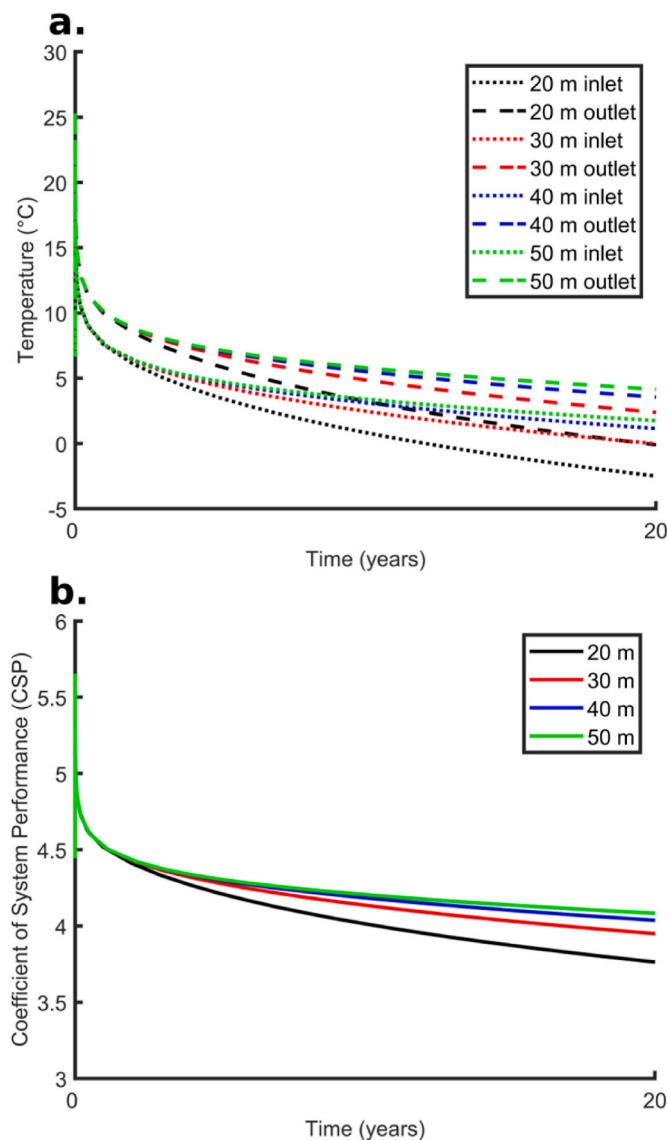 a.
30
25
20
15
10
5
0
-5
Temperature (°C)
20 m inlet
20 m outlet
30 m inlet
30 m outlet
40 m inlet
40 m outlet
50 m inlet
50 m outlet
0
20
Time (years)
b.
6
5.5
5
4.5
4
3.5
3
Coefficient of System Performance (CSP)
20 m
30 m
40 m
50 m
0
20
Time (years)